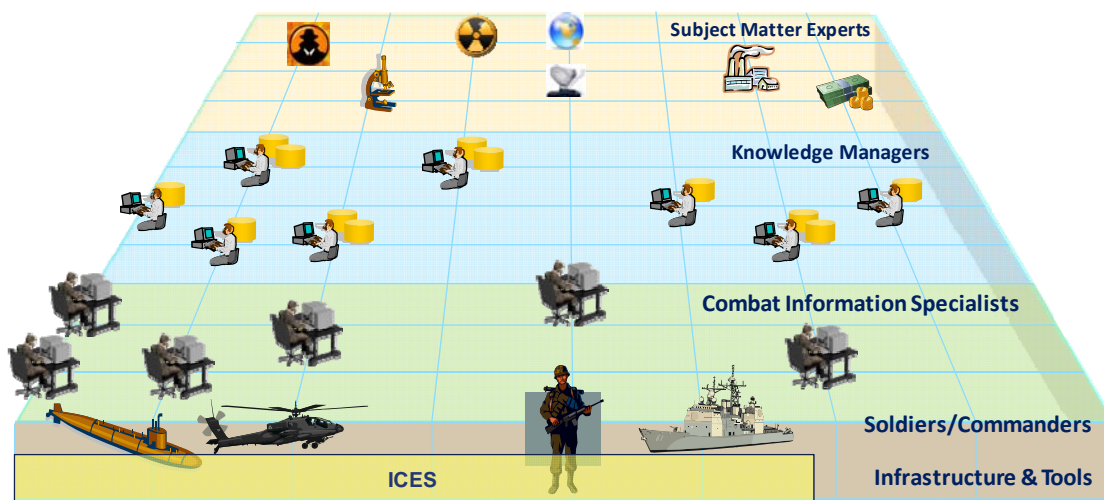 Subject Matter Experts
Knowledge Managers
Combat Information Specialists
Soldiers/Commanders
ICES
Infrastructure & Tools